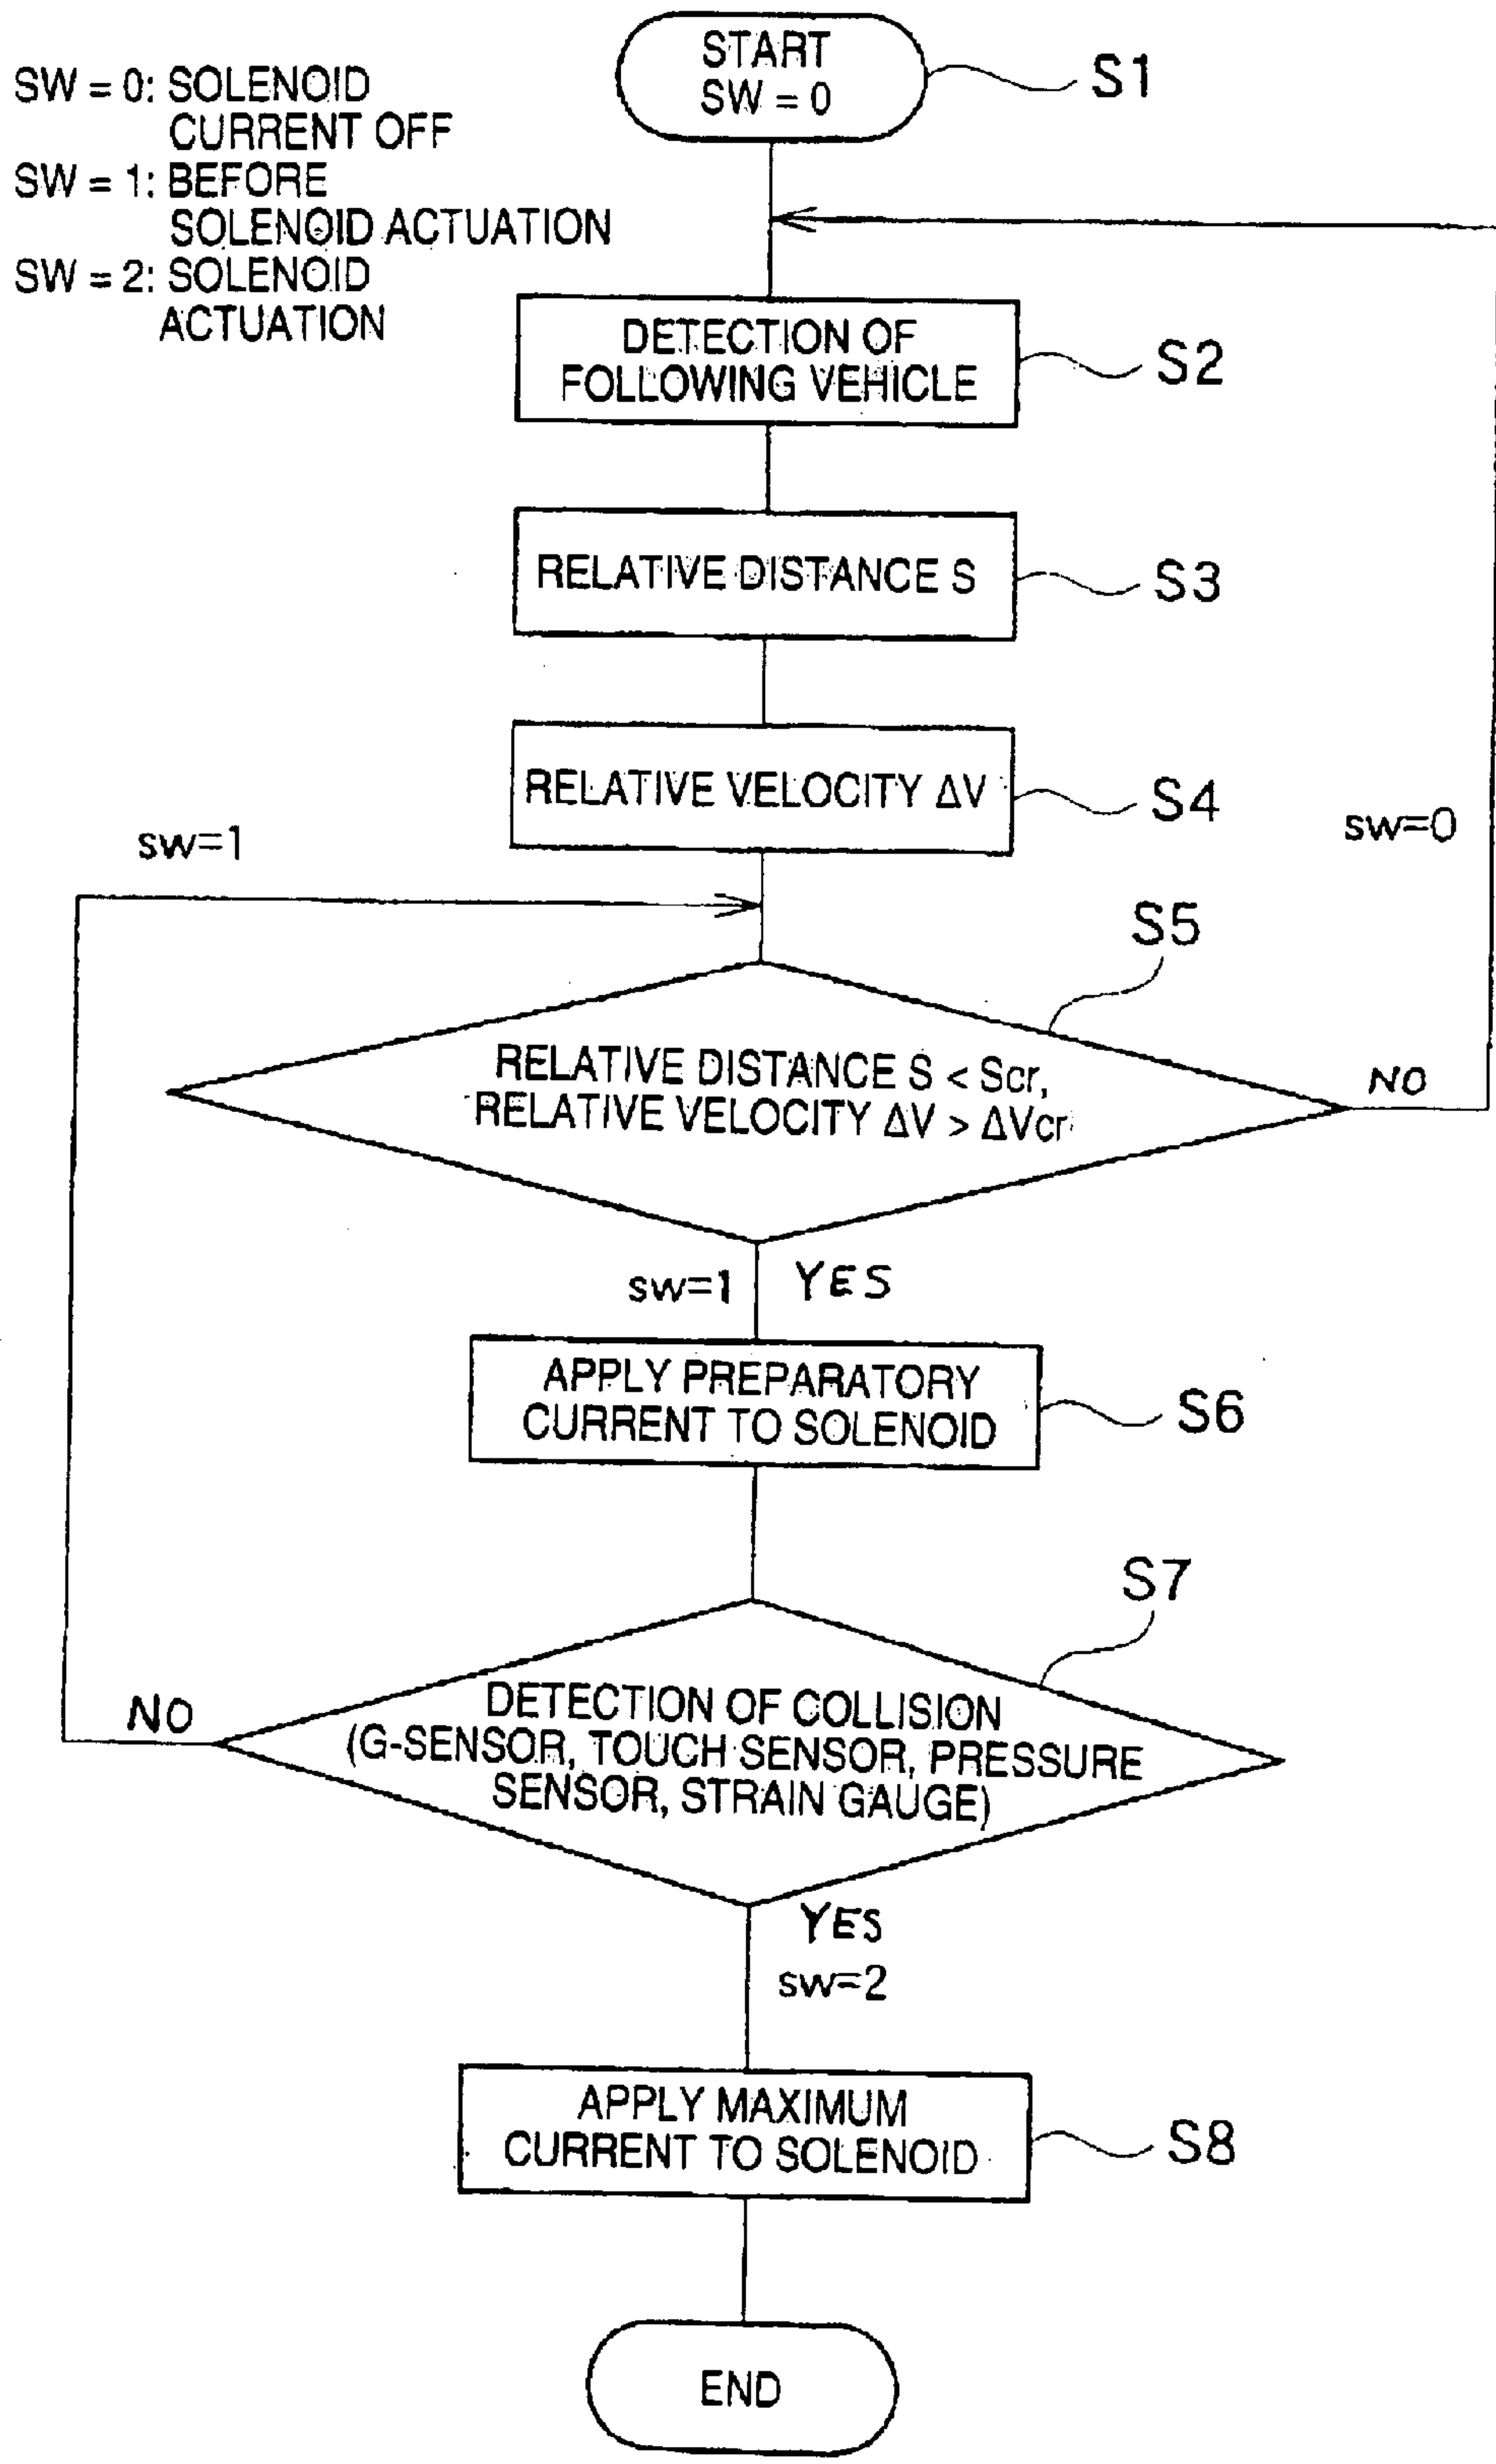 SW = 0: SOLENOID
CURRENT OFF
SW = 1: BEFORE
SOLENOID ACTUATION
SW = 2: SOLENOID
ACTUATION
START
SW = 0
S1
DETECTION OF
FOLLOWING VEHICLE
S2
RELATIVE DISTANCE S
S3
RELATIVE VELOCITY ΔV
S4
sw=1
sw=0
S5
RELATIVE DISTANCE S < Scr,
RELATIVE VELOCITY ΔV > ΔVcr
NO
sw=1
YES
APPLY PREPARATORY
CURRENT TO SOLENOID
S6
S7
DETECTION OF COLLISION
(G-SENSOR, TOUCH SENSOR, PRESSURE
SENSOR, STRAIN GAUGE)
NO
YES
sw=2
APPLY MAXIMUM
CURRENT TO SOLENOID
S8
END